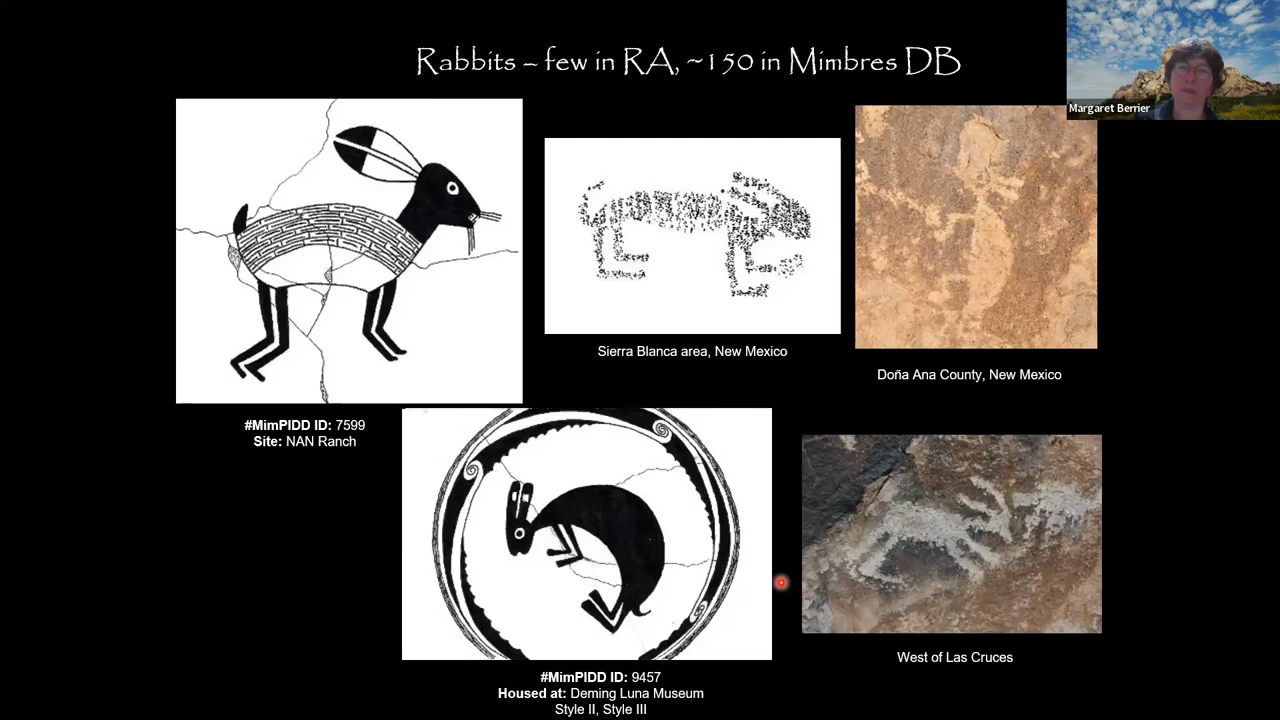 Rabbits – few in RA, ~150 in Mimbres DB
Margaret Berrier
Sierra Blanca area, New Mexico
Doña Ana County, New Mexico
#MimPIDD ID: 7599
Site: NAN Ranch
West of Las Cruces
#MimPIDD ID: 9457
Housed at: Deming Luna Museum
Style II, Style III